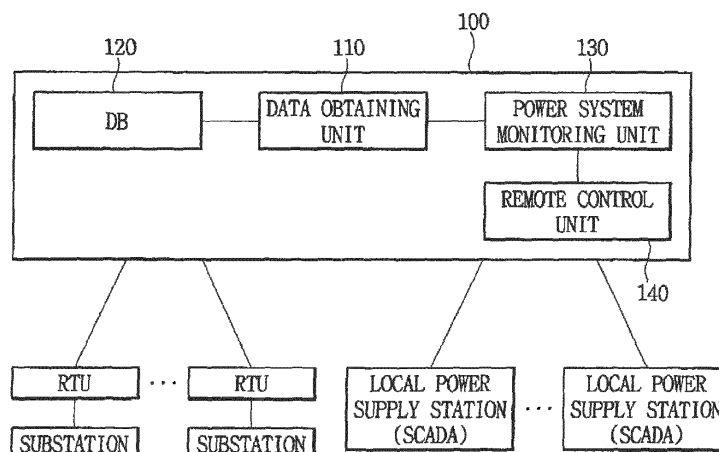 120
110
100
130
DB
DATA OBTAINING
UNIT
POWER SYSTEM
MONITORING UNIT
REMOTE CONTROL
UNIT
140
RTU
...
RTU
LOCAL POWER
SUPPLY STATION
(SCADA)
...
LOCAL POWER
SUPPLY STATION
(SCADA)
SUBSTATION
SUBSTATION